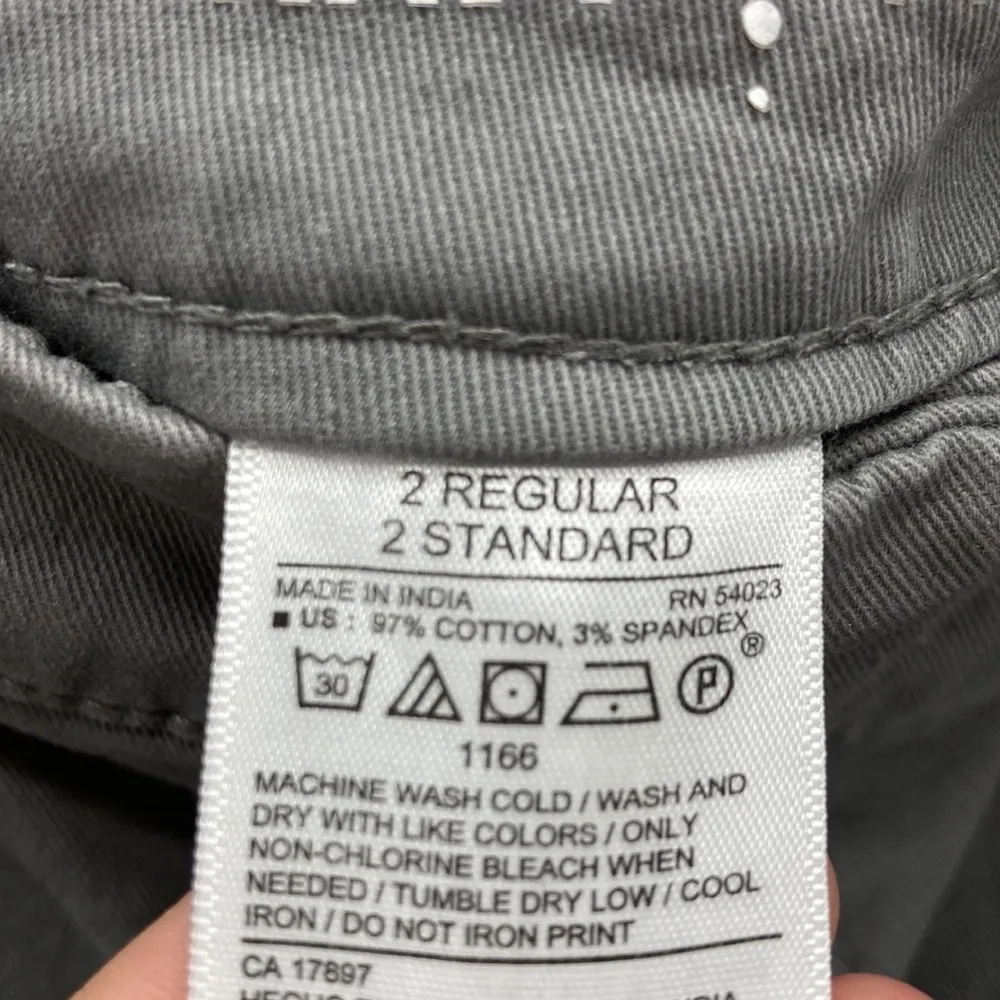 2 REGULAR
2 STANDARD
MADE IN INDIA RN 54023
■ US : 97% COTTON, 3% SPANDEX ®
30 P
1166
MACHINE WASH COLD / WASH AND
DRY WITH LIKE COLORS / ONLY
NON-CHLORINE BLEACH WHEN
NEEDED / TUMBLE DRY LOW / COOL
IRON / DO NOT IRON PRINT
CA 17897